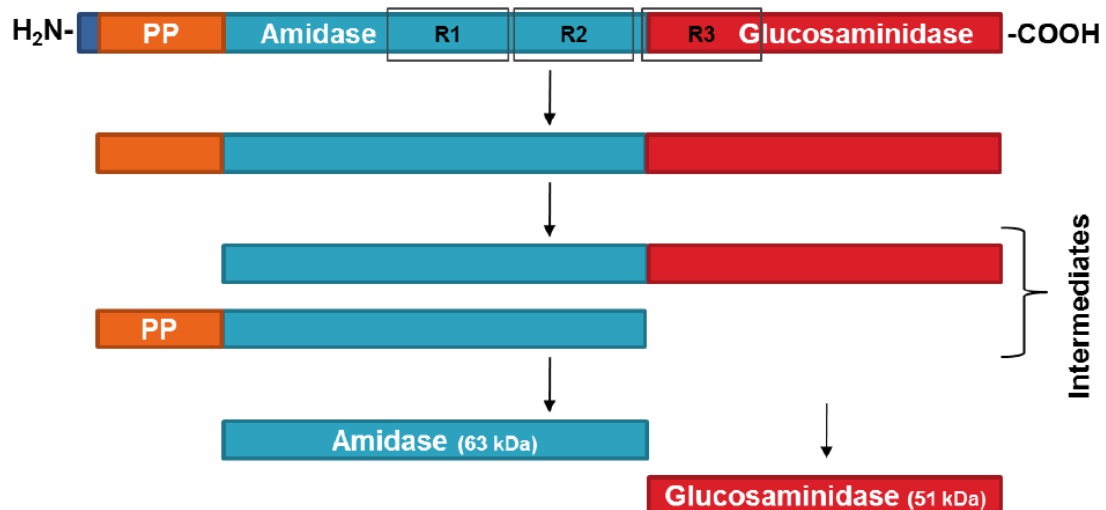 H₂N- PP Amidase R1 R2 R3 Glucosaminidase -COOH
PP
Intermediates
Amidase (63 kDa)
Glucosaminidase (51 kDa)